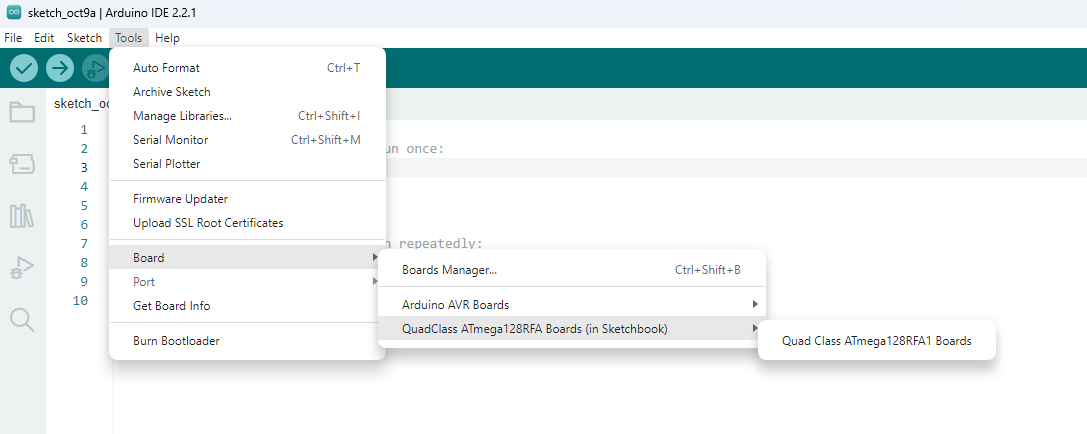 sketch_oct9a | Arduino IDE 2.2.1
File Edit Sketch Tools Help
Auto Format Ctrl+T
Archive Sketch
sketch_oc
Manage Libraries... Ctrl+Shift+I
1
Serial Monitor Ctrl+Shift+M
2 un once:
Serial Plotter
3
4
Firmware Updater
5
Upload SSL Root Certificates
6
7 n repeatedly:
Board
8
Boards Manager... Ctrl+Shift+B
Port
9
Get Board Info
10
Arduino AVR Boards
QuadClass ATmega128RFA Boards (in Sketchbook)
Burn Bootloader
Quad Class ATmega128RFA1 Boards